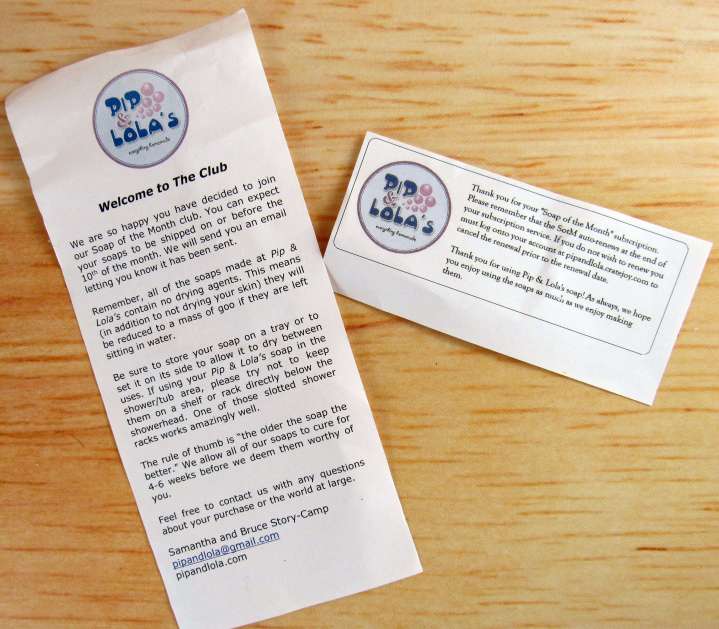 PiP
&
LOLA's
everything homemade
Welcome to The Club
We are so happy you have decided to join
our Soap of the Month club. You can expect
your soaps to be shipped on or before the
10th of the month. We will send you an email
letting you know it has been sent.
Remember, all of the soaps made at Pip &
Lola's contain no drying agents. This means
(in addition to not drying your skin) they will
be reduced to a mass of goo if they are left
sitting in water.
Be sure to store your soap on a tray or to
set it on its side to allow it to dry between
uses. If using your Pip & Lola's soap in the
shower/tub area, please try not to keep
them on a shelf or rack directly below the
showerhead. One of those slotted shower
racks works amazingly well.
The rule of thumb is "the older the soap the
better." We allow all of our soaps to cure for
4-6 weeks before we deem them worthy of
you.
Feel free to contact us with any questions
about your purchase or the world at large.
Samantha and Bruce Story-Camp
pipandlola@gmail.com
pipandlola.com
PiP
&
LOLA's
everything homemade
Thank you for your "Soap of the Month" subscription.
Please remember that the SotM auto-renews at the end of
your subscription service. If you do not wish to renew you
must log onto your account at pipandlola.cratejoy.com to
cancel the renewal prior to the renewal date.
Thank you for using Pip & Lola's soap! As always, we hope
you enjoy using the soaps as much as we enjoy making
them.